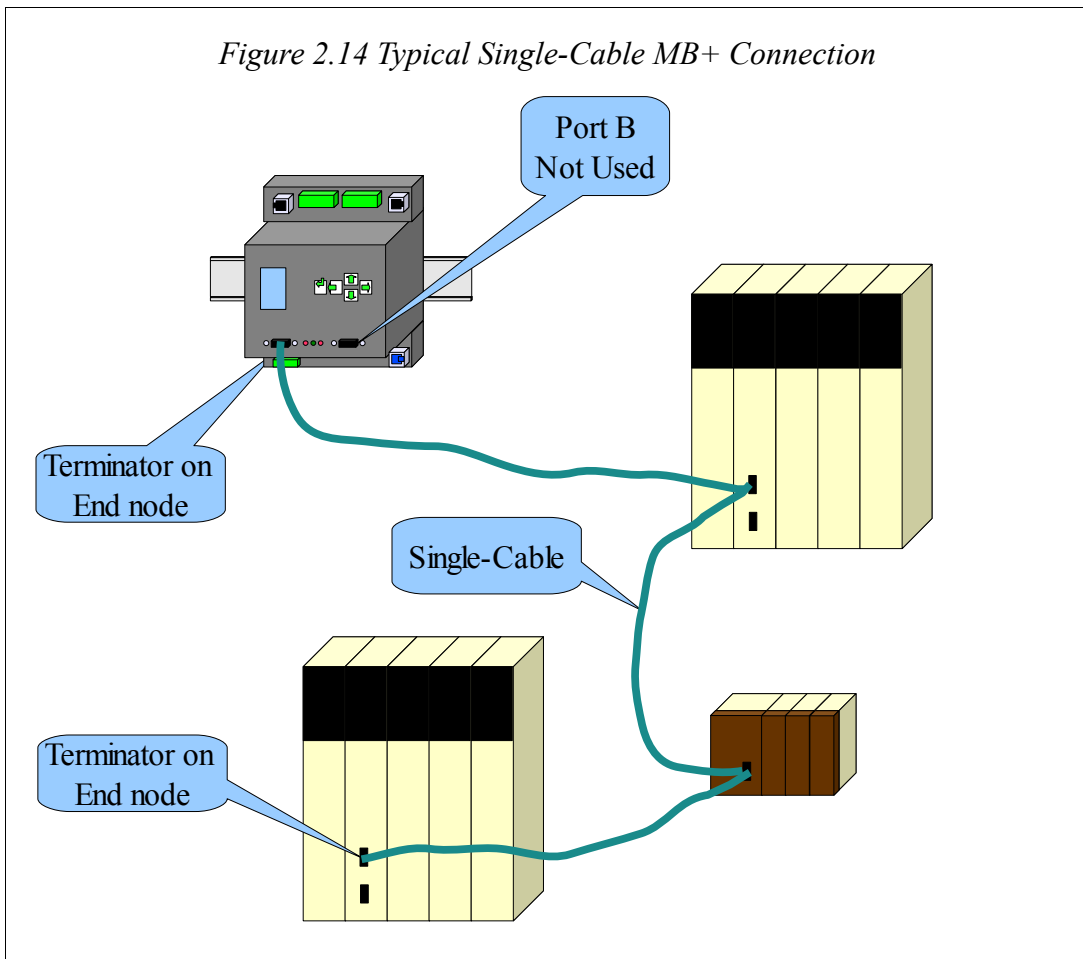 Figure 2.14 Typical Single-Cable MB+ Connection
Port B
Not Used
Terminator on
End node
Single-Cable
Terminator on
End node